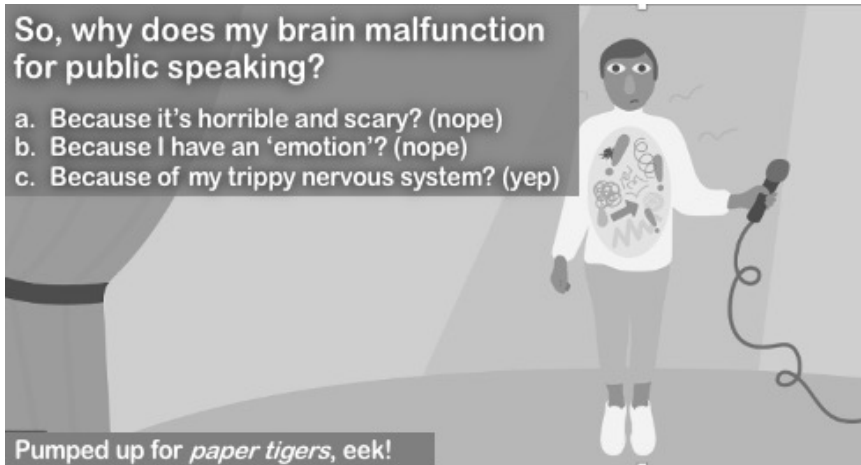 So, why does my brain malfunction
for public speaking?
a. Because it's horrible and scary? (nope)
b. Because I have an ‘emotion’? (nope)
c. Because of my trippy nervous system? (yep)
Pumped up for paper tigers, eek!